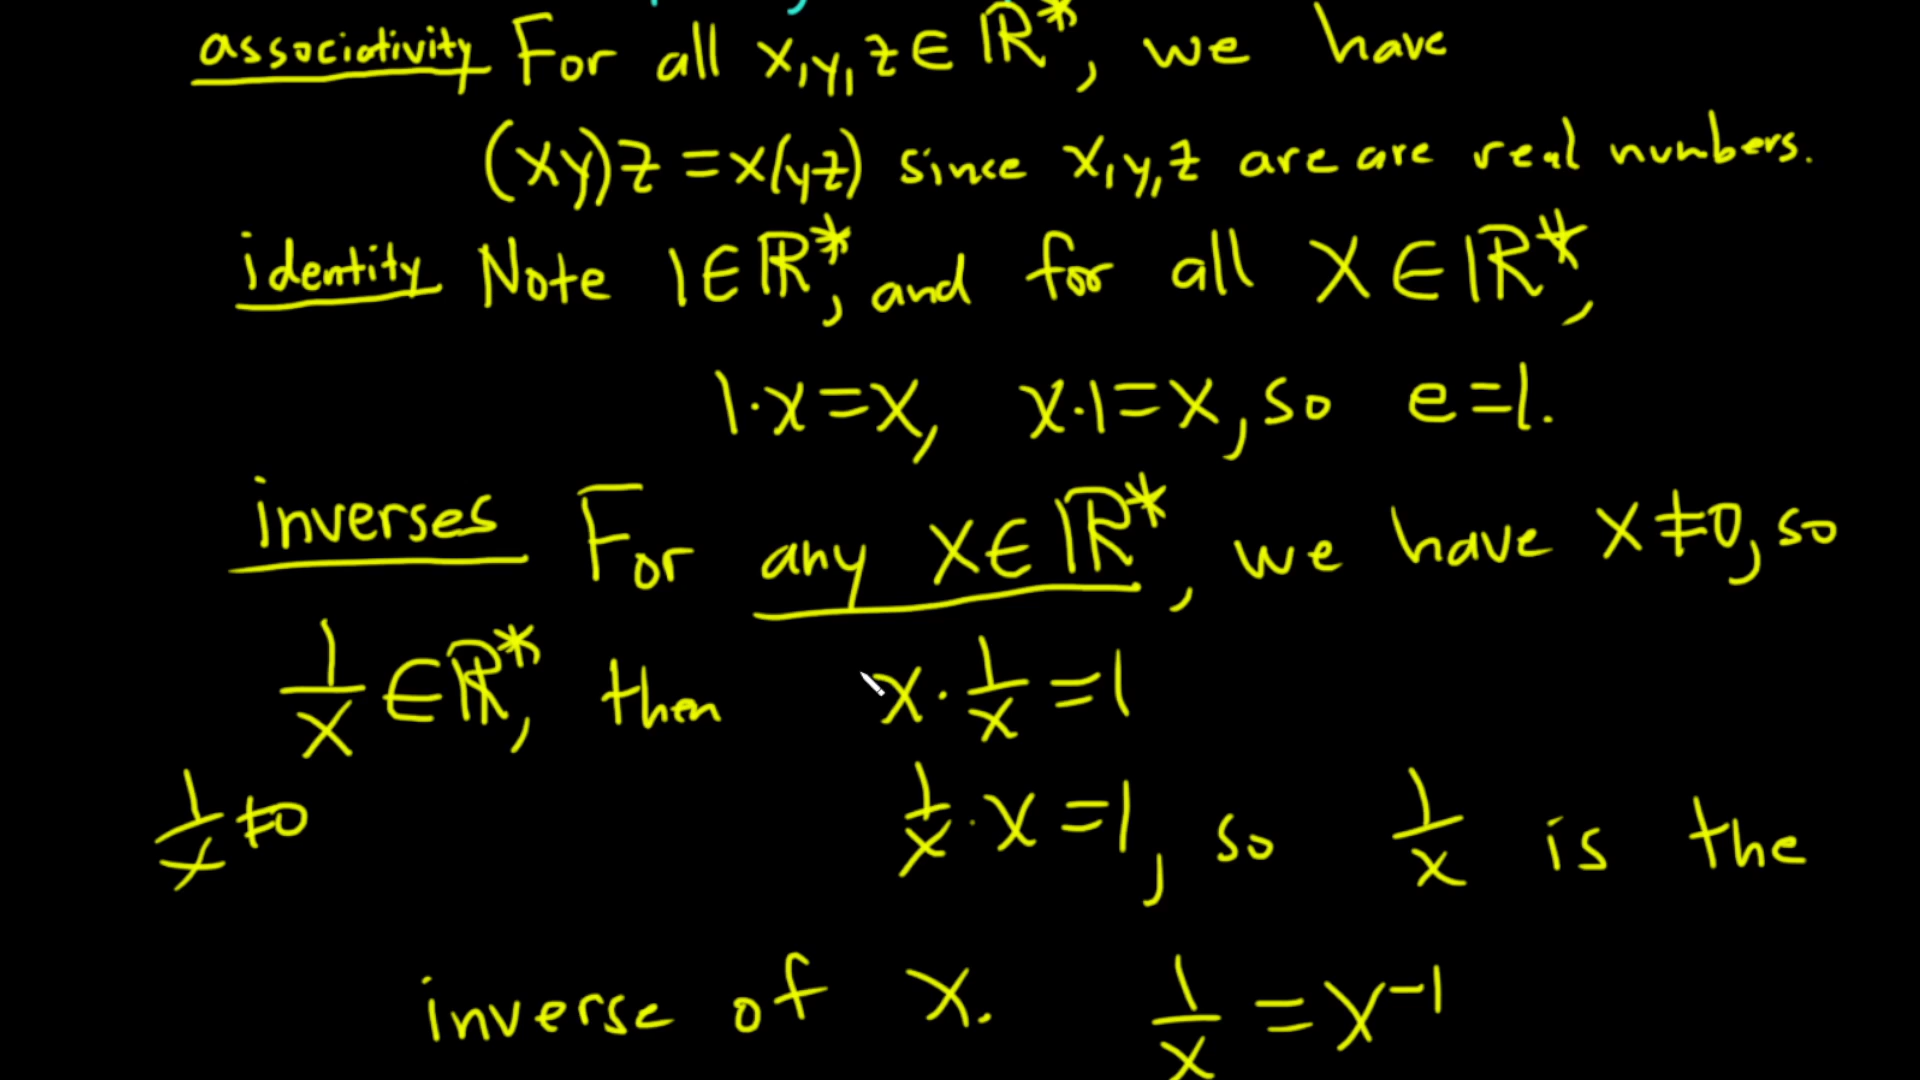 associativity For all x,y,z ∈ ℝ*, we have
(xy)z = x(yz) since x,y,z are are real numbers.
identity Note 1∈ℝ*, and for all x∈ℝ*,
1·x=x, x·1=x, so e=1.
inverses For any x∈ℝ*, we have x≠0, so
1/x ∈ℝ*, then x·1/x=1
1/x≠0 1/x·x=1, so 1/x is the
inverse of x. 1/x = x⁻¹